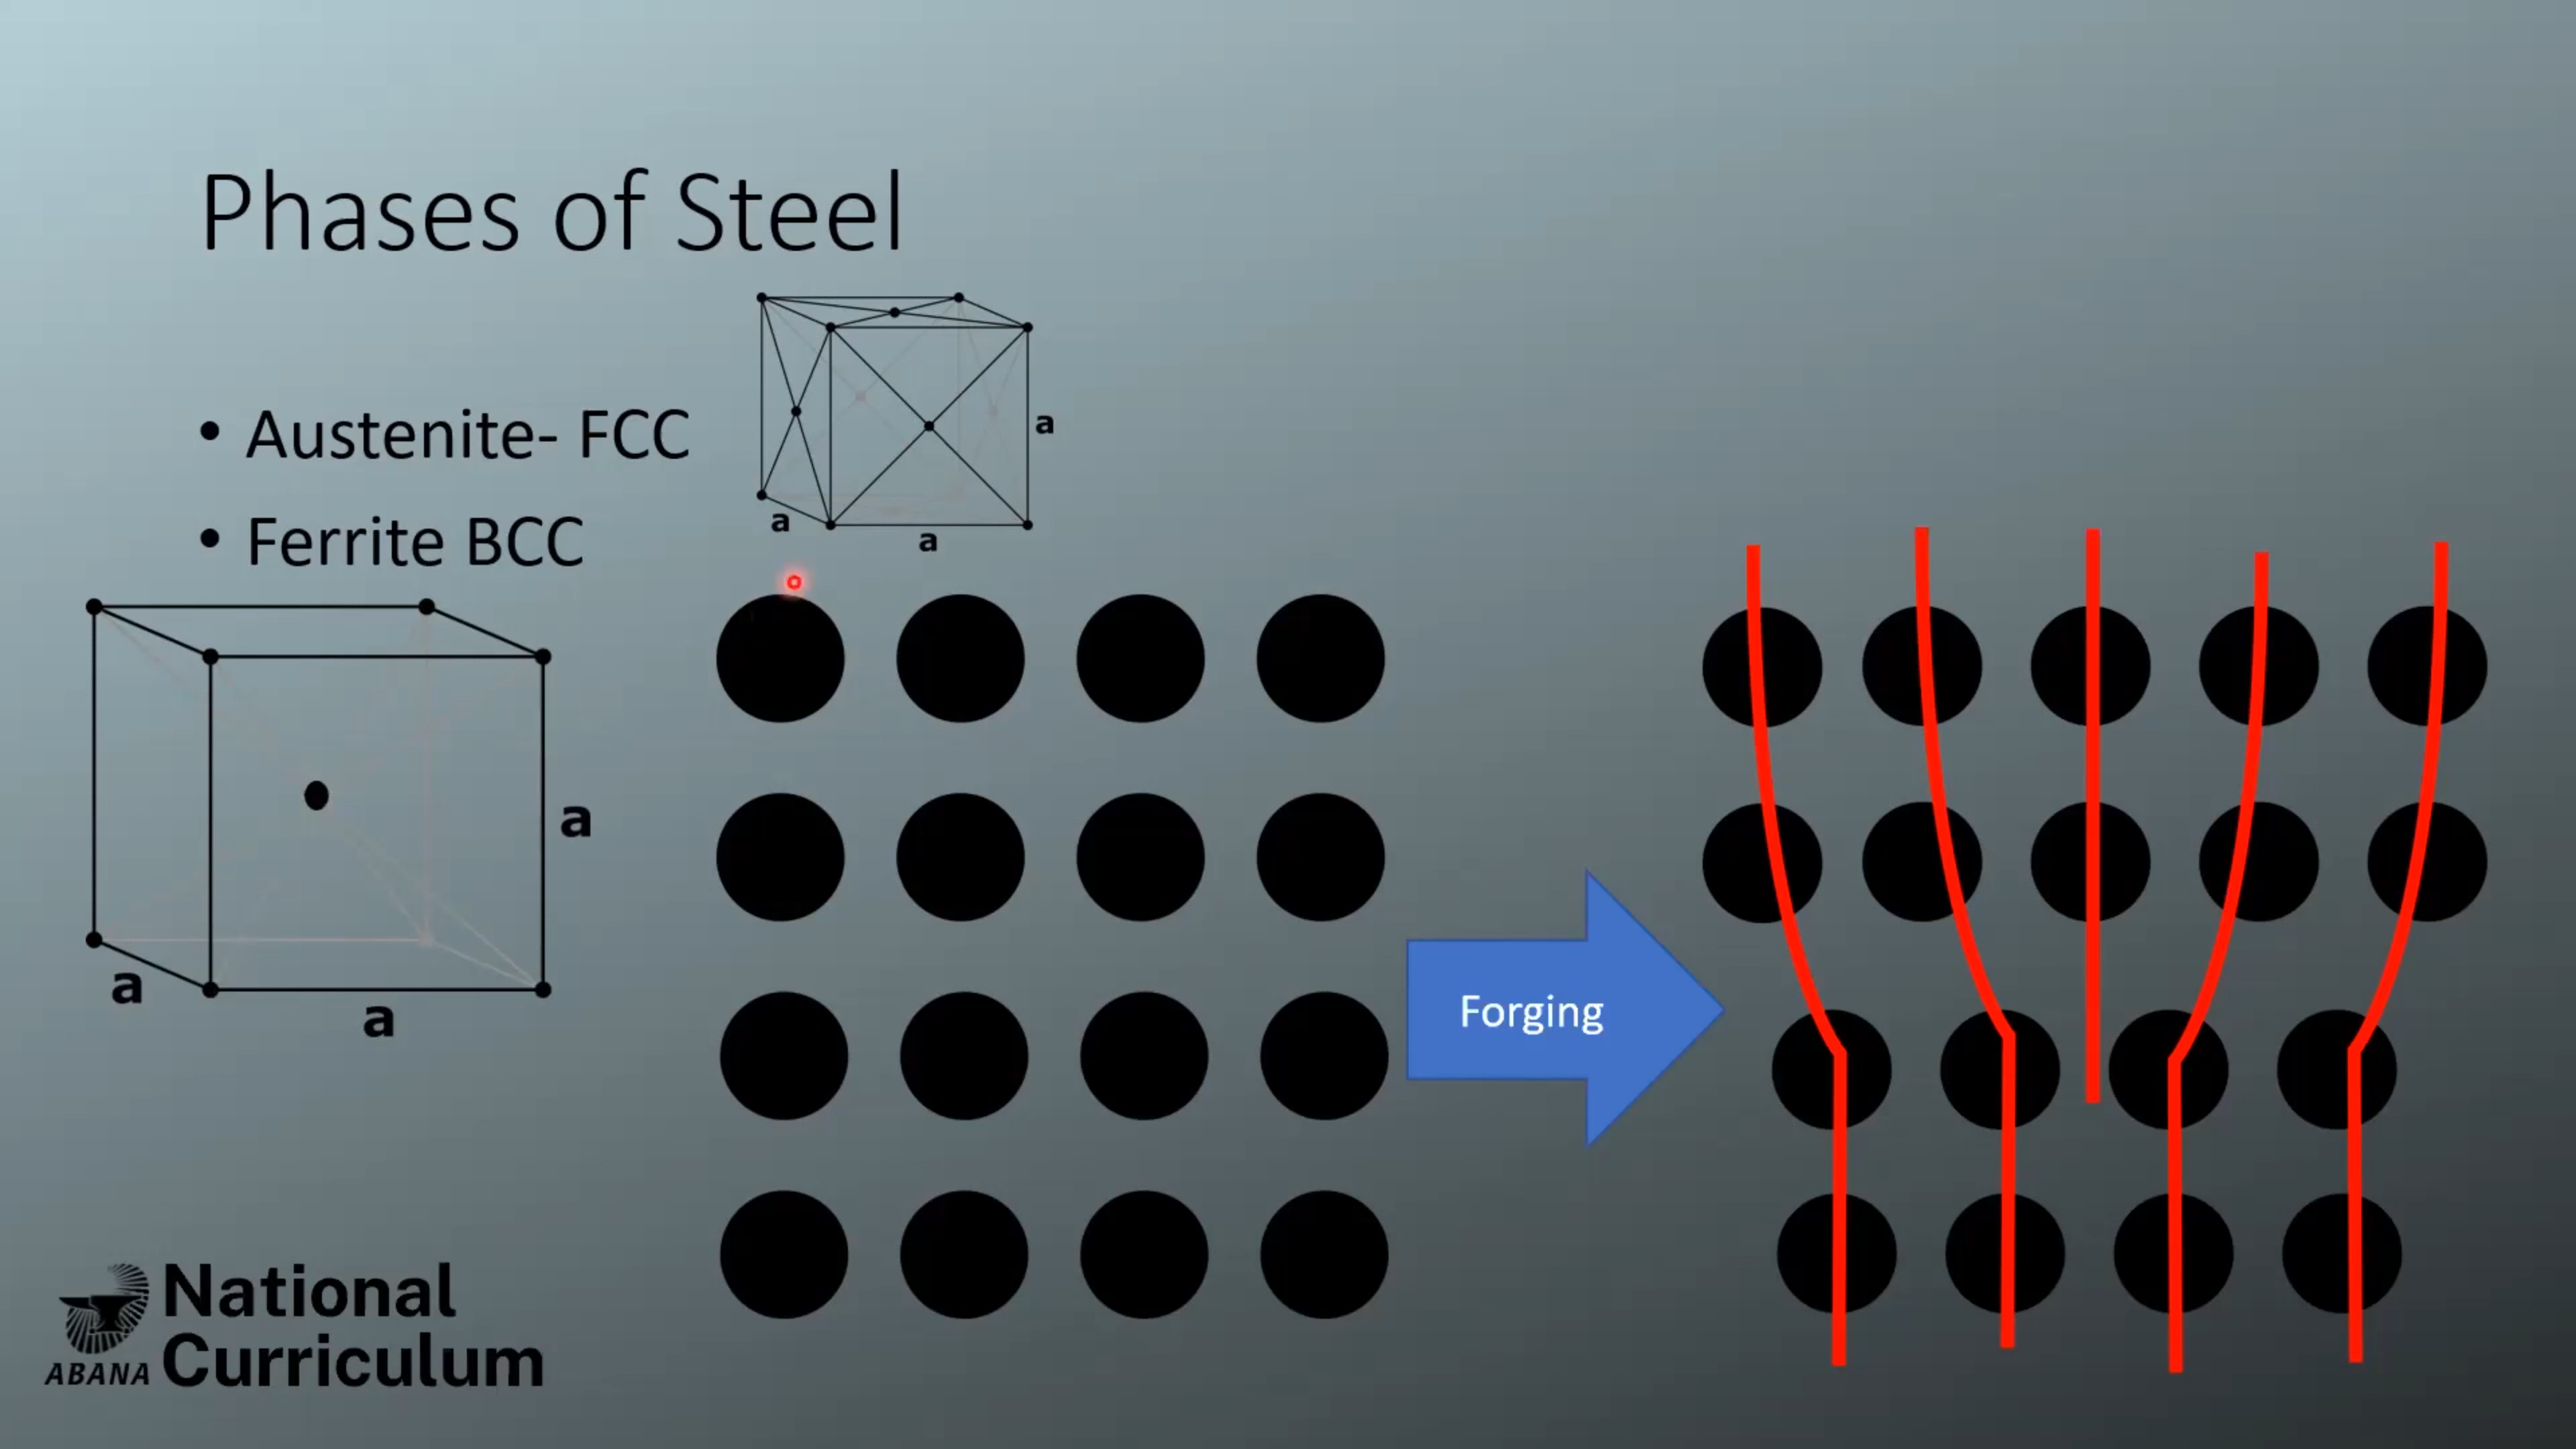 Phases of Steel
• Austenite- FCC
• Ferrite BCC
a
a
a
a
a
a
Forging
National
Curriculum
ABANA